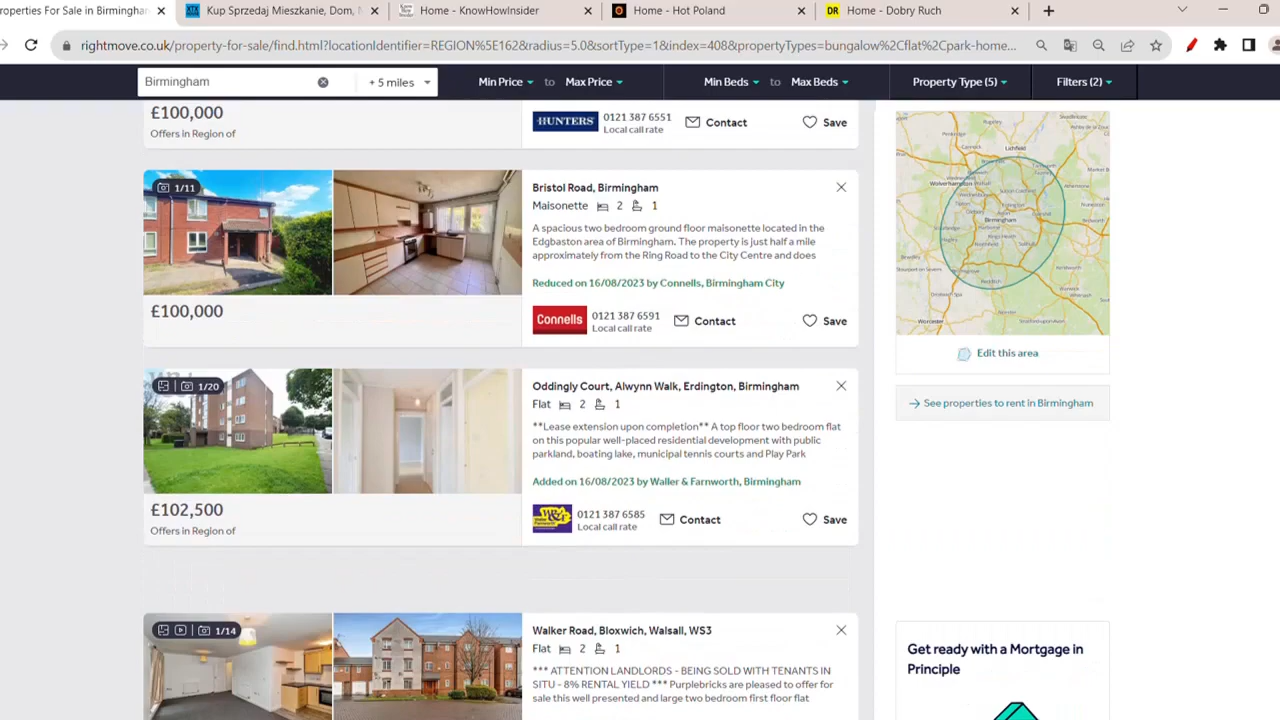 roperties For Sale in Birmingham
Kup Sprzedaj Mieszkanie, Dom,
Home - KnowHowInsider
Home - Hot Poland
DR Home - Dobry Ruch
rightmove.co.uk/property-for-sale/find.html?locationIdentifier=REGION%5E162&radius=5.0&sortType=1&index=408&propertyTypes=bungalow%2Cflat%2Cpark-home...
Birmingham
+ 5 miles
Min Price to Max Price
Min Beds to Max Beds
Property Type (5)
Filters (2)
£100,000
Offers in Region of
HUNTERS
0121 387 6551
Local call rate
Contact
Save
1/11
£100,000
Bristol Road, Birmingham
Maisonette 2 1
A spacious two bedroom ground floor maisonette located in the
Edgbaston area of Birmingham. The property is just half a mile
approximately from the Ring Road to the City Centre and does
Reduced on 16/08/2023 by Connells, Birmingham City
Connells
0121 387 6591
Local call rate
Contact
Save
1/20
£102,500
Offers in Region of
Oddingly Court, Alwynn Walk, Erdington, Birmingham
Flat 2 1
**Lease extension upon completion** A top floor two bedroom flat
on this popular well-placed residential development with public
parkland, boating lake, municipal tennis courts and Play Park
Added on 16/08/2023 by Waller & Farnworth, Birmingham
0121 387 6585
Local call rate
Contact
Save
1/14
Walker Road, Bloxwich, Walsall, WS3
Flat 2 1
*** ATTENTION LANDLORDS - BEING SOLD WITH TENANTS IN
SITU - 8% RENTAL YIELD *** Purplebricks are pleased to offer for
sale this well presented and large two bedroom first floor flat
Lichfield
Wolverhampton
Birmingham
Redditch
Worcester
Edit this area
See properties to rent in Birmingham
Get ready with a Mortgage in
Principle